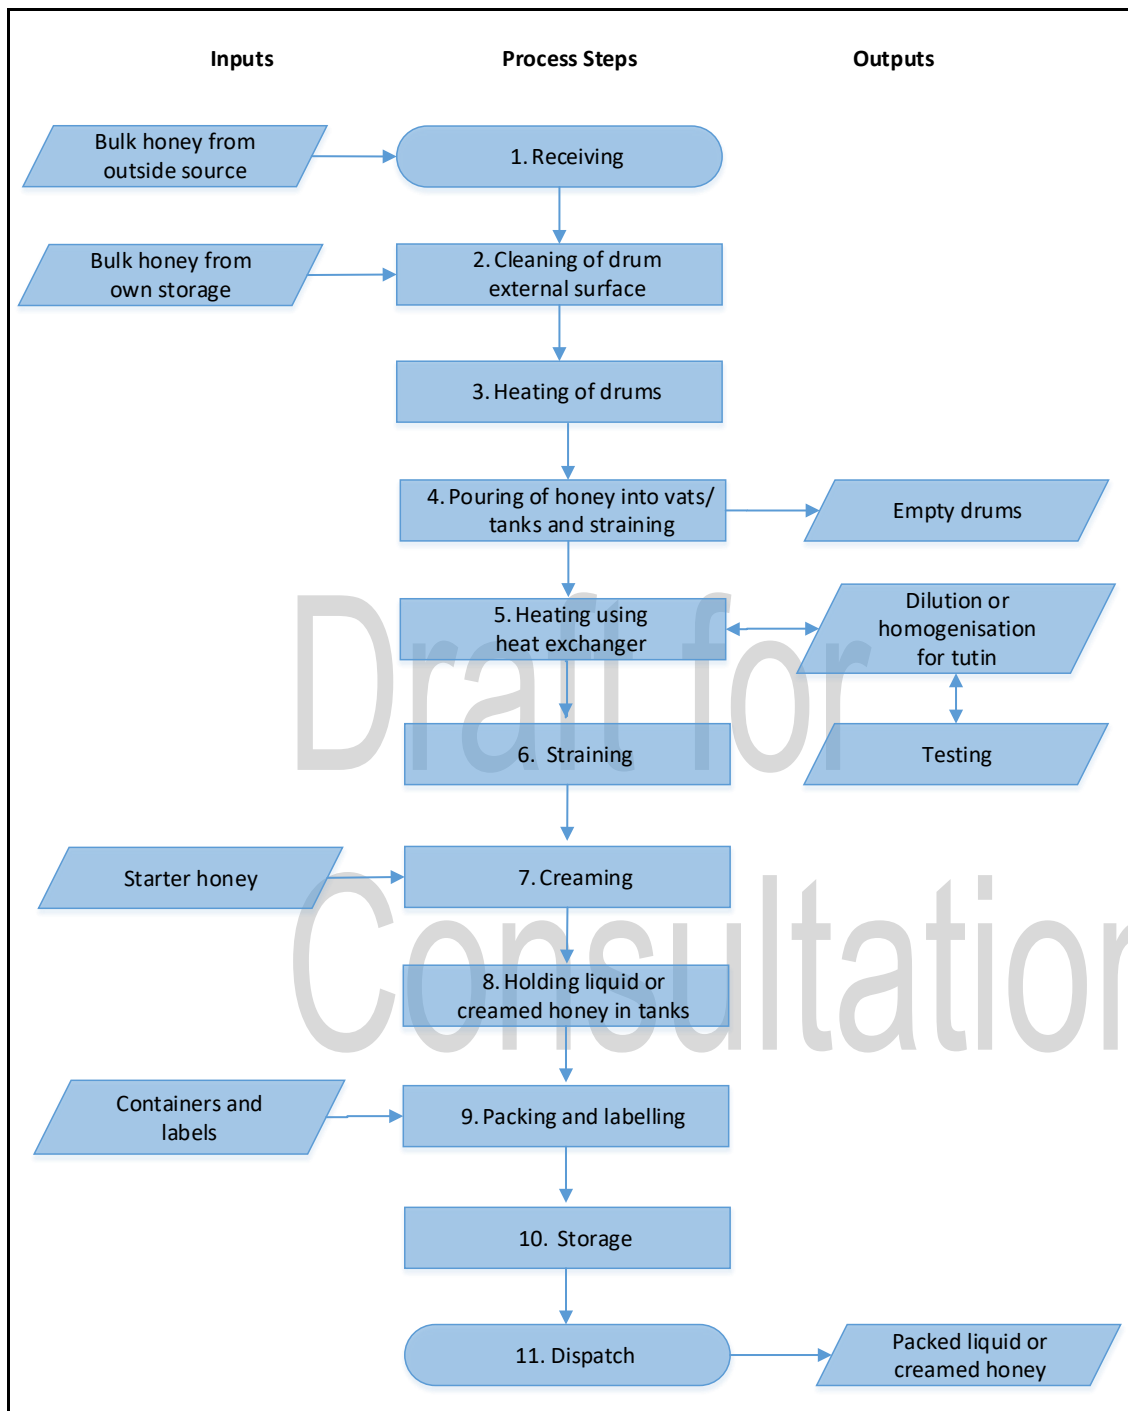 Inputs
Process Steps
Outputs
Bulk honey from
outside source
1. Receiving
Bulk honey from
own storage
2. Cleaning of drum
external surface
3. Heating of drums
4. Pouring of honey into vats/
tanks and straining
Empty drums
5. Heating using
heat exchanger
Dilution or
homogenisation
for tutin
Draft for
6. Straining
Testing
Starter honey
7. Creaming
Consultation
8. Holding liquid or
creamed honey in tanks
Containers and
labels
9. Packing and labelling
10. Storage
11. Dispatch
Packed liquid or
creamed honey